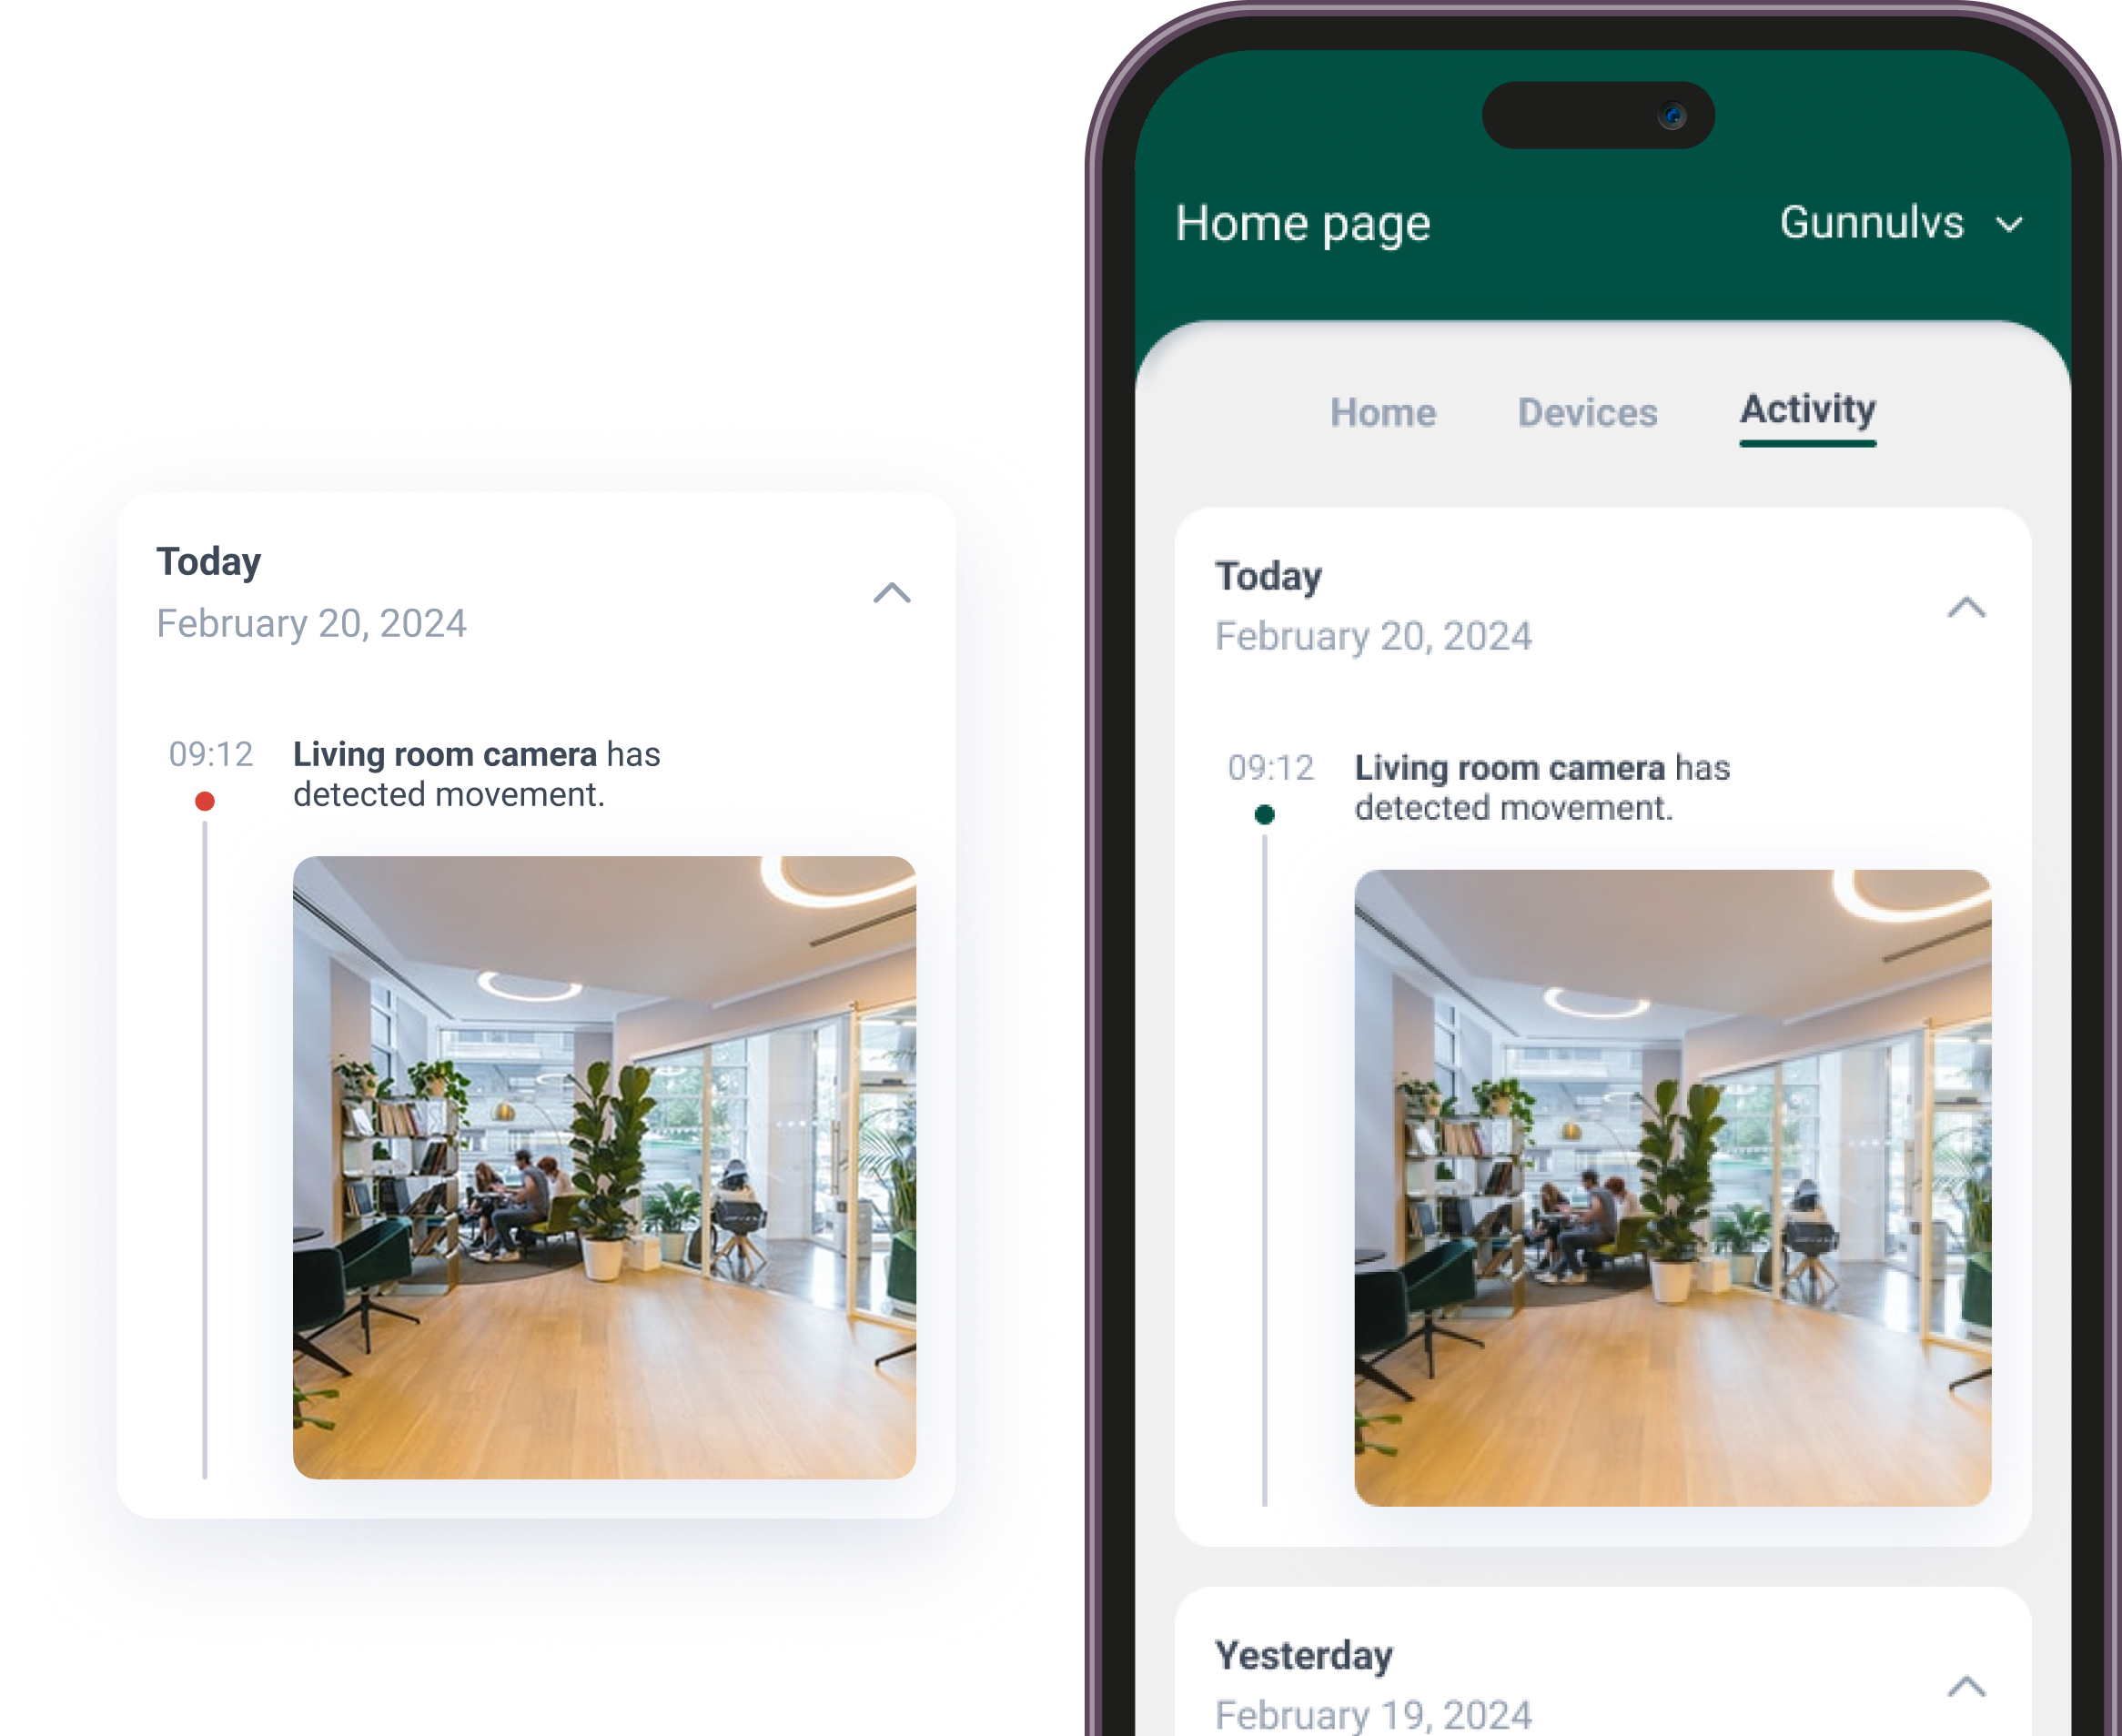 Today
February 20, 2024
09:12 Living room camera has
detected movement.
Home page
Gunnulvs
Home Devices Activity
Today
February 20, 2024
09:12 Living room camera has
detected movement.
Yesterday
February 19, 2024